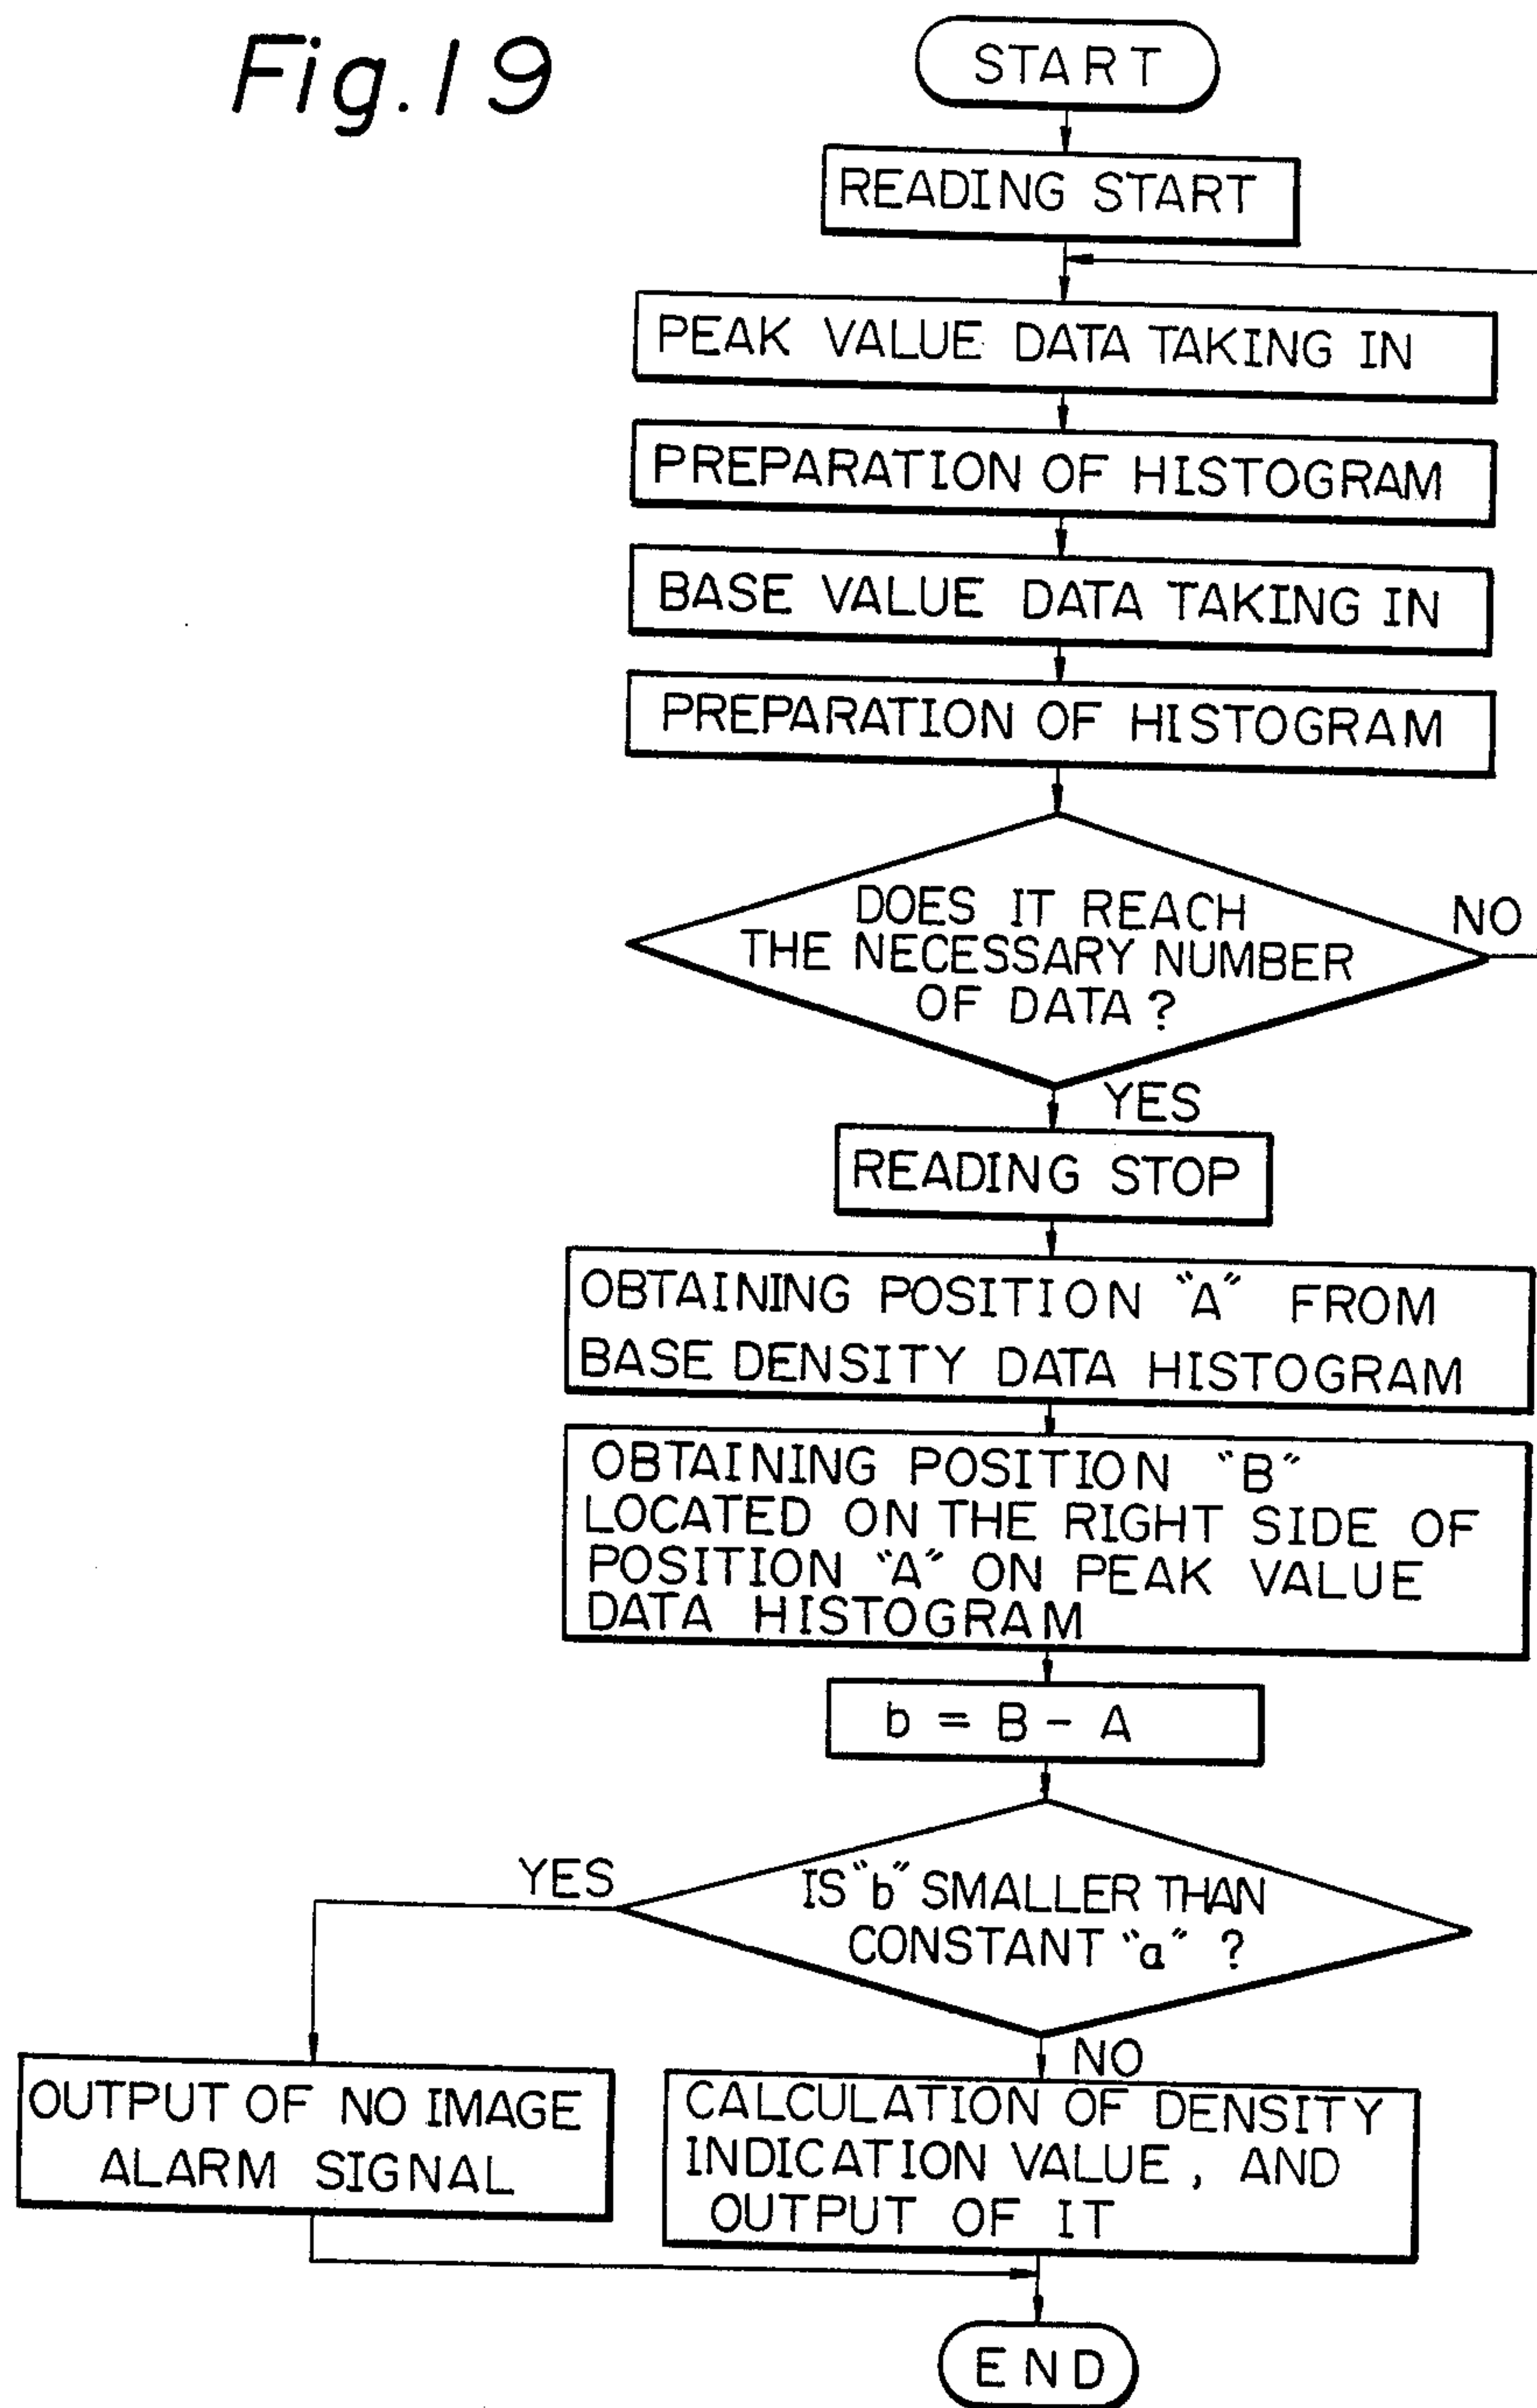 Fig. 19
START
READING START
PEAK VALUE DATA TAKING IN
PREPARATION OF HISTOGRAM
BASE VALUE DATA TAKING IN
PREPARATION OF HISTOGRAM
DOES IT REACH
THE NECESSARY NUMBER
OF DATA ?
NO
YES
READING STOP
OBTAINING POSITION "A" FROM
BASE DENSITY DATA HISTOGRAM
OBTAINING POSITION "B"
LOCATED ON THE RIGHT SIDE OF
POSITION "A" ON PEAK VALUE
DATA HISTOGRAM
b = B - A
IS "b" SMALLER THAN
CONSTANT "a" ?
YES
NO
OUTPUT OF NO IMAGE
ALARM SIGNAL
CALCULATION OF DENSITY
INDICATION VALUE, AND
OUTPUT OF IT
END